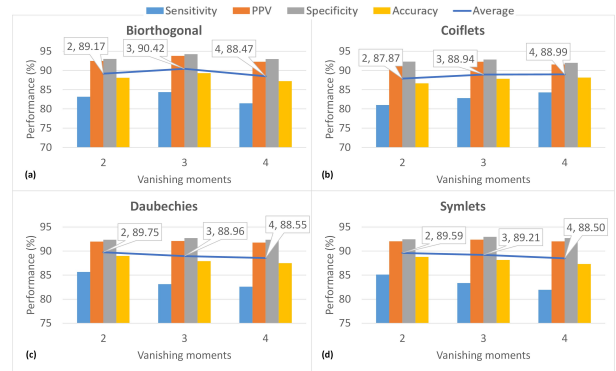 Sensitivity PPV Specificity Accuracy Average
Biorthogonal
Performance (%)
95
90
85
80
75
70
2, 89.17
3, 90.42
4, 88.47
2 3 4
(a)
Vanishing moments
Coiflets
Performance (%)
95
90
85
80
75
70
2, 87.87
3, 88.94
4, 88.99
2 3 4
(b)
Vanishing moments
Daubechies
Performance (%)
95
90
85
80
75
2, 89.75
3, 88.96
4, 88.55
2 3 4
(c)
Vanishing moments
Symlets
Performance (%)
95
90
85
80
75
2, 89.59
3, 89.21
4, 88.50
2 3 4
(d)
Vanishing moments